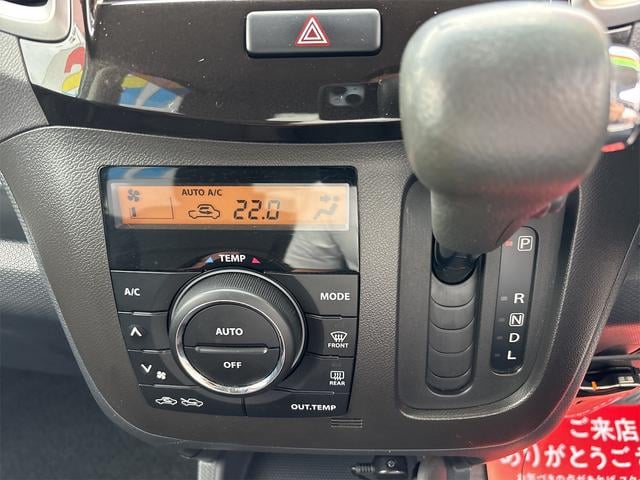 AUTO A/C
22.0
TEMP
A/C
MODE
AUTO
OFF
FRONT
REAR
OUT.TEMP
P
R
N
D
L
ご来店
ありがとうご